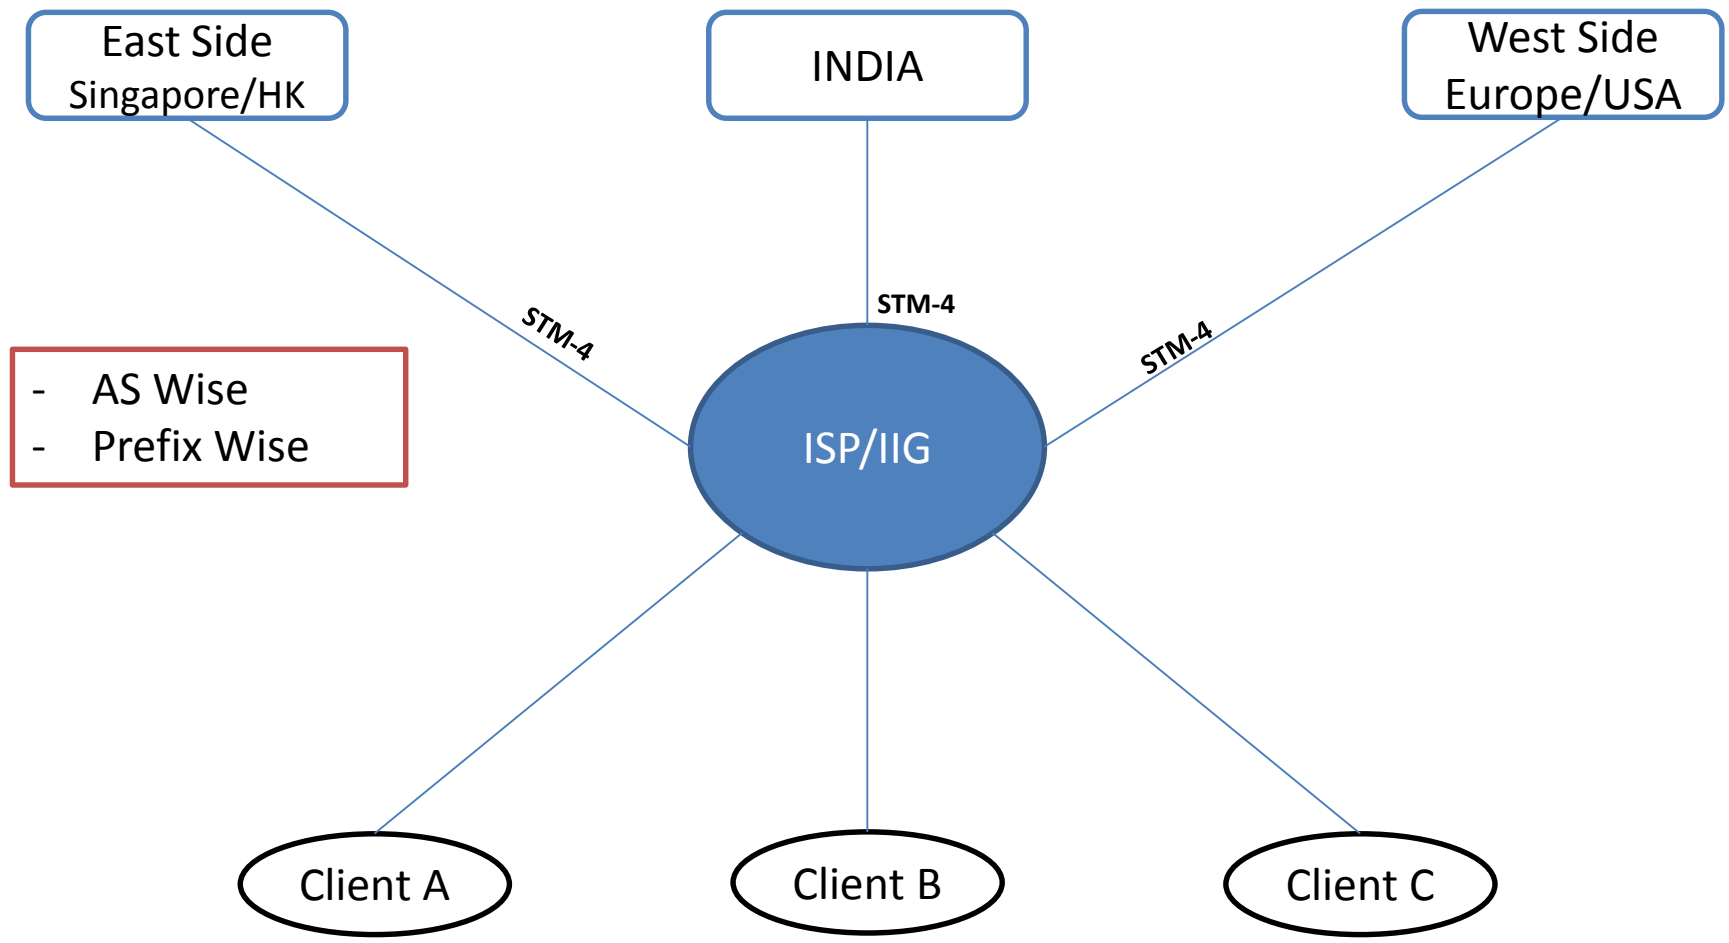 East Side
Singapore/HK
INDIA
West Side
Europe/USA
STM-4
STM-4
STM-4
- AS Wise
- Prefix Wise
ISP/IIG
Client A
Client B
Client C